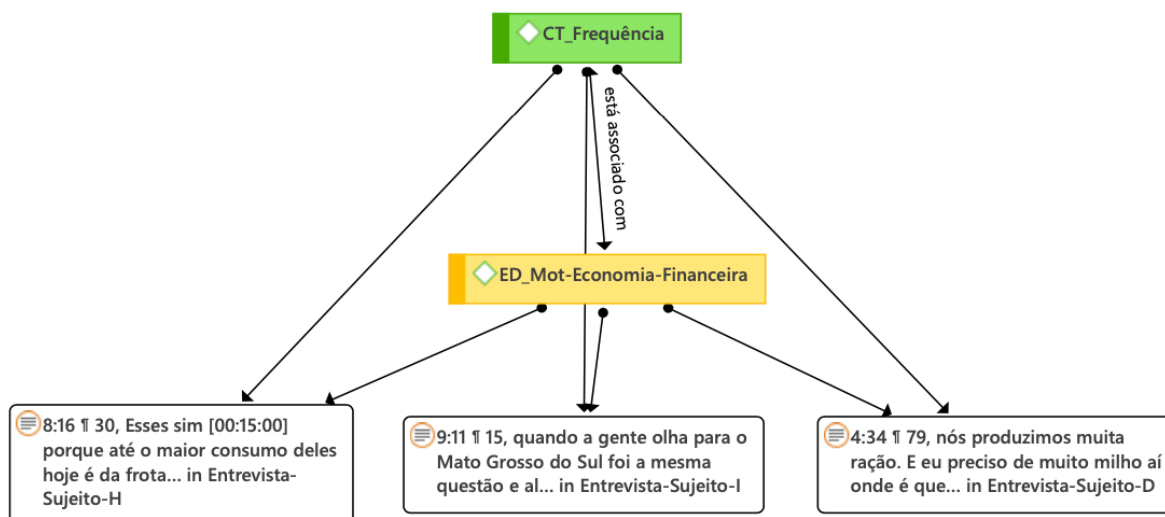 CT_Frequência
está associado com
ED_Mot-Economia-Financeira
8:16 ¶ 30, Esses sim [00:15:00]
porque até o maior consumo deles
hoje é da frota... in Entrevista-
Sujeito-H
9:11 ¶ 15, quando a gente olha para o
Mato Grosso do Sul foi a mesma
questão e al... in Entrevista-Sujeito-I
4:34 ¶ 79, nós produzimos muita
ração. E eu preciso de muito milho aí
onde é que... in Entrevista-Sujeito-D